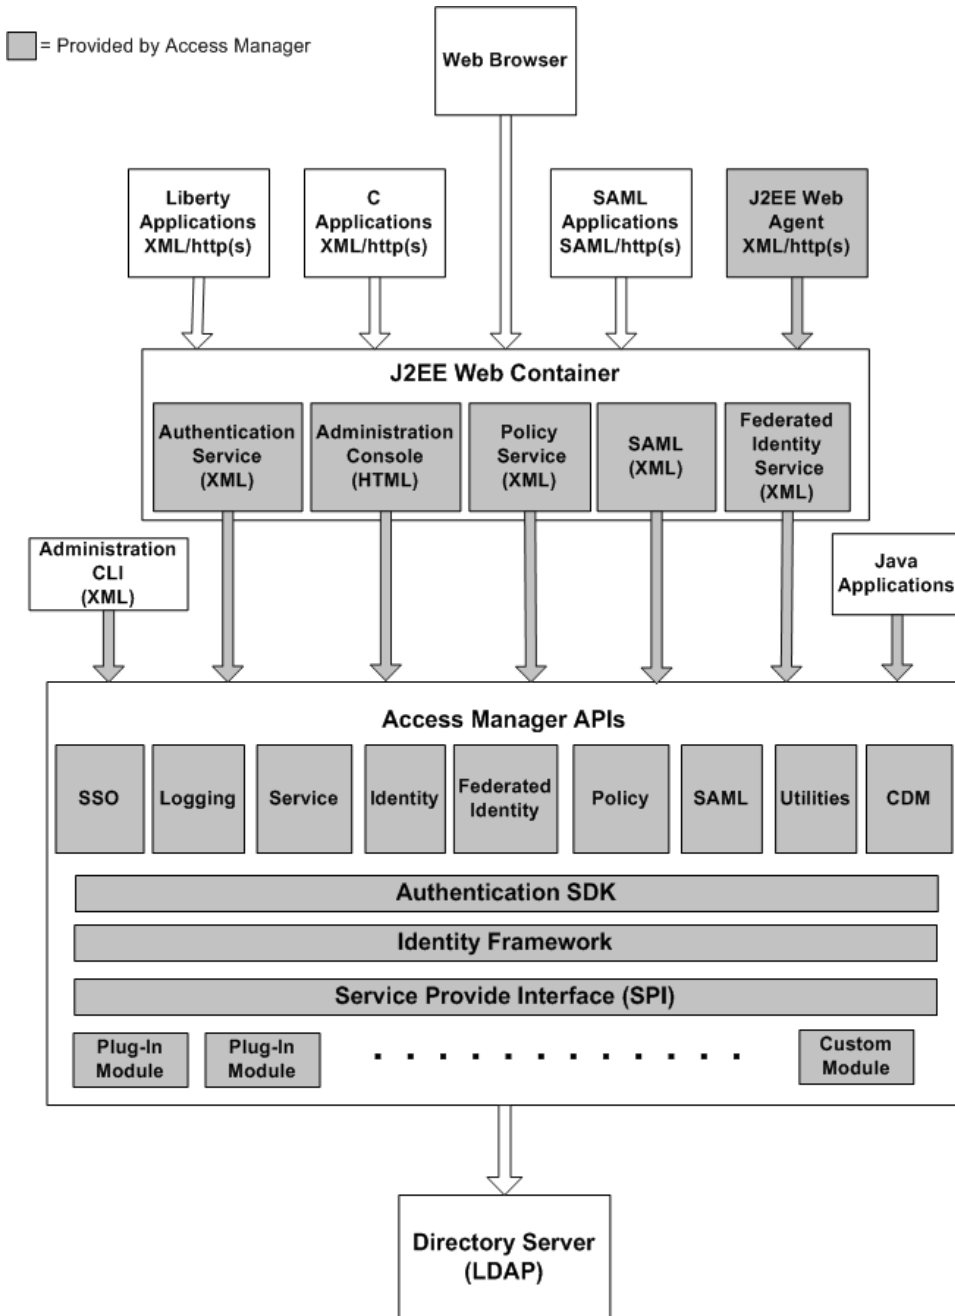 = Provided by Access Manager
Web Browser
Liberty
Applications
XML/http(s)
C
Applications
XML/http(s)
SAML
Applications
SAML/http(s)
J2EE Web
Agent
XML/http(s)
J2EE Web Container
Authentication
Service
(XML)
Administration
Console
(HTML)
Policy
Service
(XML)
SAML
(XML)
Federated
Identity
Service
(XML)
Administration
CLI
(XML)
Java
Applications
Access Manager APIs
SSO
Logging
Service
Identity
Federated
Identity
Policy
SAML
Utilities
CDM
Authentication SDK
Identity Framework
Service Provide Interface (SPI)
Plug-In
Module
Plug-In
Module
. . . . . . . . . . . .
Custom
Module
Directory Server
(LDAP)